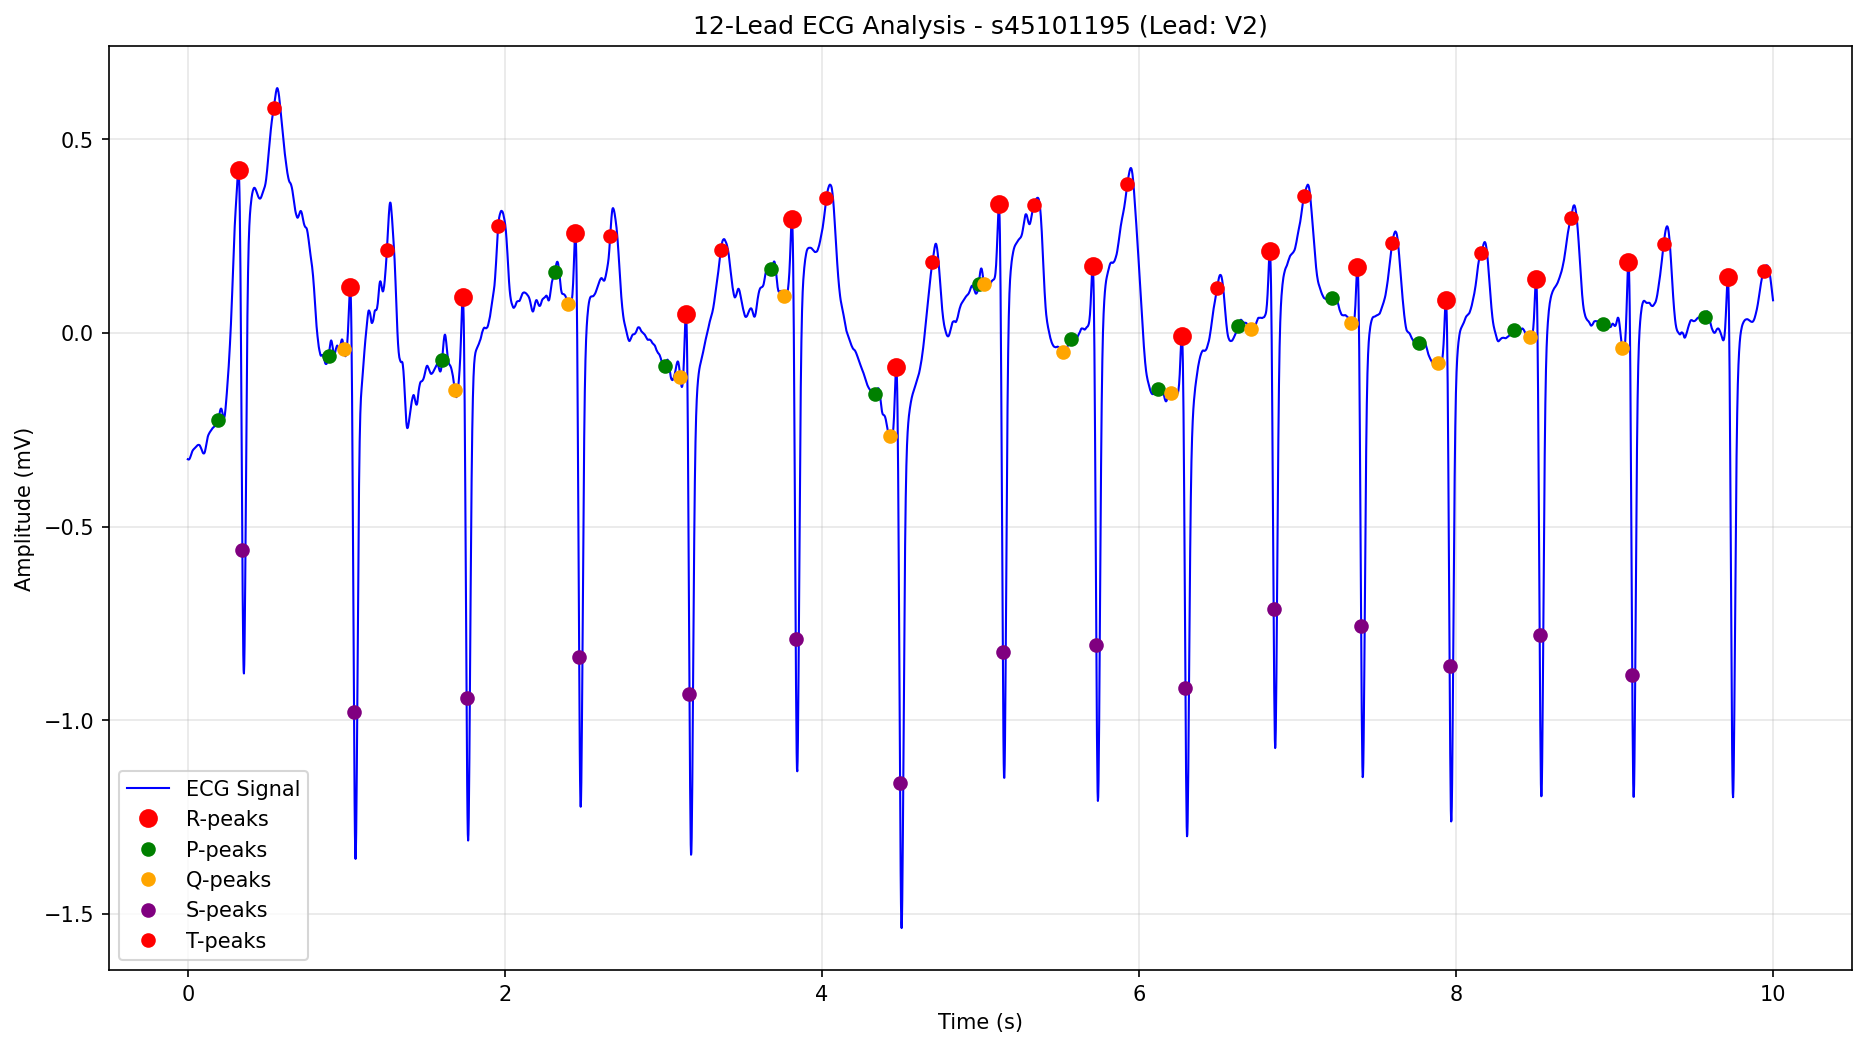 12-Lead ECG Analysis - s45101195 (Lead: V2)
Amplitude (mV)
0.5
0.0
−0.5
−1.0
−1.5
ECG Signal
R-peaks
P-peaks
Q-peaks
S-peaks
T-peaks
0 2 4 6 8 10
Time (s)